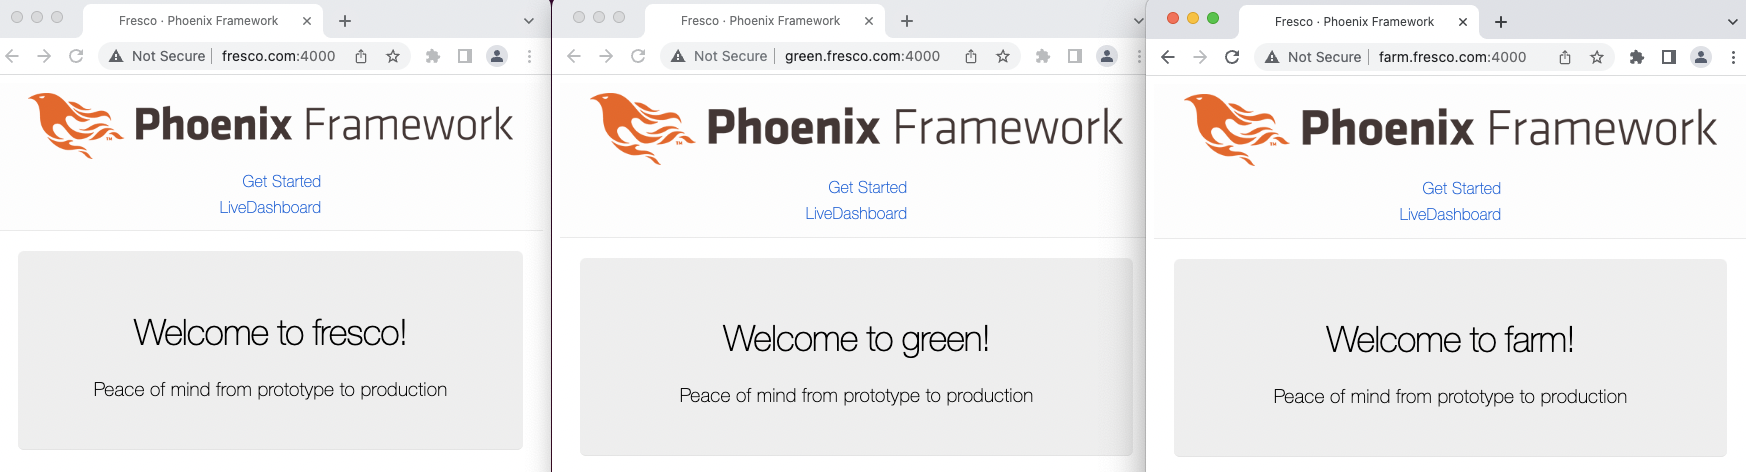 Fresco · Phoenix Framework
Not Secure | fresco.com:4000
Phoenix Framework
Get Started
LiveDashboard
Welcome to fresco!
Peace of mind from prototype to production
Fresco · Phoenix Framework
Not Secure | green.fresco.com:4000
Phoenix Framework
Get Started
LiveDashboard
Welcome to green!
Peace of mind from prototype to production
Fresco · Phoenix Framework
Not Secure | farm.fresco.com:4000
Phoenix Framework
Get Started
LiveDashboard
Welcome to farm!
Peace of mind from prototype to production